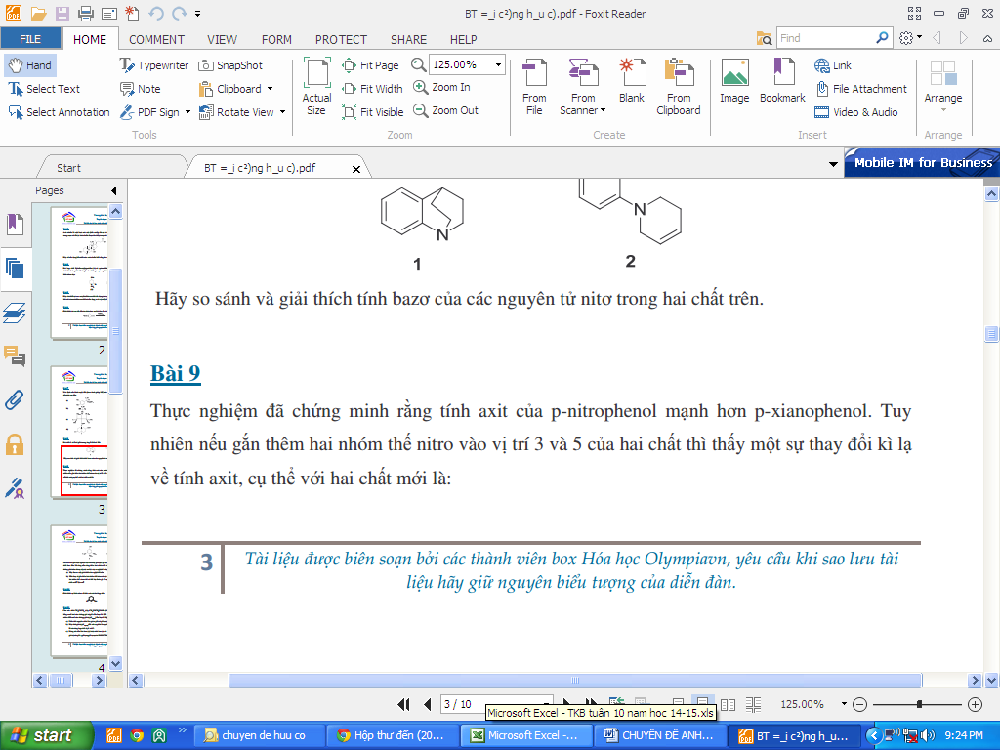 BT =_i c²)ng h_u c).pdf - Foxit Reader
FILE HOME COMMENT VIEW FORM PROTECT SHARE HELP Find
Hand Typewriter SnapShot Fit Page 125.00%
Select Text Note Clipboard Fit Width Zoom In
Select Annotation PDF Sign Rotate View Fit Visible Zoom Out
Actual Size
From File
From Scanner
Blank
From Clipboard
Image
Bookmark
Link
File Attachment
Video & Audio
Arrange
Tools Zoom Create Insert Arrange
Start BT =_i c²)ng h_u c).pdf x
Mobile IM for Business
Pages
2
3
4
N
N
1
2
Hãy so sánh và giải thích tính bazơ của các nguyên tử nitơ trong hai chất trên.
Bài 9
Thực nghiệm đã chứng minh rằng tính axit của p-nitrophenol mạnh hơn p-xianophenol. Tuy
nhiên nếu gắn thêm hai nhóm thế nitro vào vị trí 3 và 5 của hai chất thì thấy một sự thay đổi kì lạ
về tính axit, cụ thể với hai chất mới là:
3
Tài liệu được biên soạn bởi các thành viên box Hóa học Olympiavn, yêu cầu khi sao lưu tài
liệu hãy giữ nguyên biểu tượng của diễn đàn.
3 / 10 125.00%
Microsoft Excel - TKB tuân 10 nam hoc 14-15.xls
start chuyen de huu co Hộp thư đến (20... Microsoft Excel -... CHUYÊN ĐỀ ANH... BT =_i c²)ng h_u... 9:24 PM